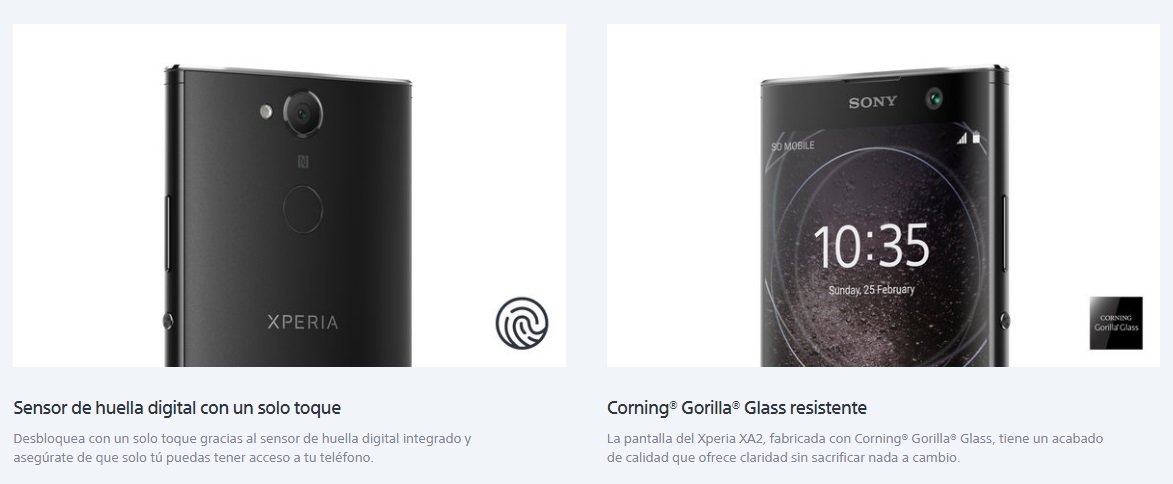 XPERIA
SONY
SO MOBILE
10:35
Sunday, 25 February
CORNING
Gorilla® Glass
Sensor de huella digital con un solo toque
Desbloquea con un solo toque gracias al sensor de huella digital integrado y
asegúrate de que solo tú puedas tener acceso a tu teléfono.
Corning® Gorilla® Glass resistente
La pantalla del Xperia XA2, fabricada con Corning® Gorilla® Glass, tiene un acabado
de calidad que ofrece claridad sin sacrificar nada a cambio.